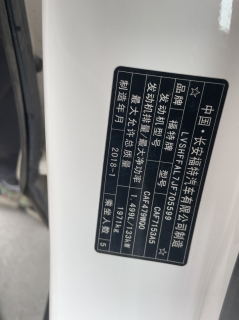 ☆中国·长安福特汽车有限公司制造☆
LVSHFFAL7JF705599
品牌 福特牌 型号 CAF7153A5
发动机型号 CAF479WQ0
发动机排量/最大净功率 1.499L/133kW
最大允许总质量 1971kg
制造年月 2018-1 乘坐人数 5